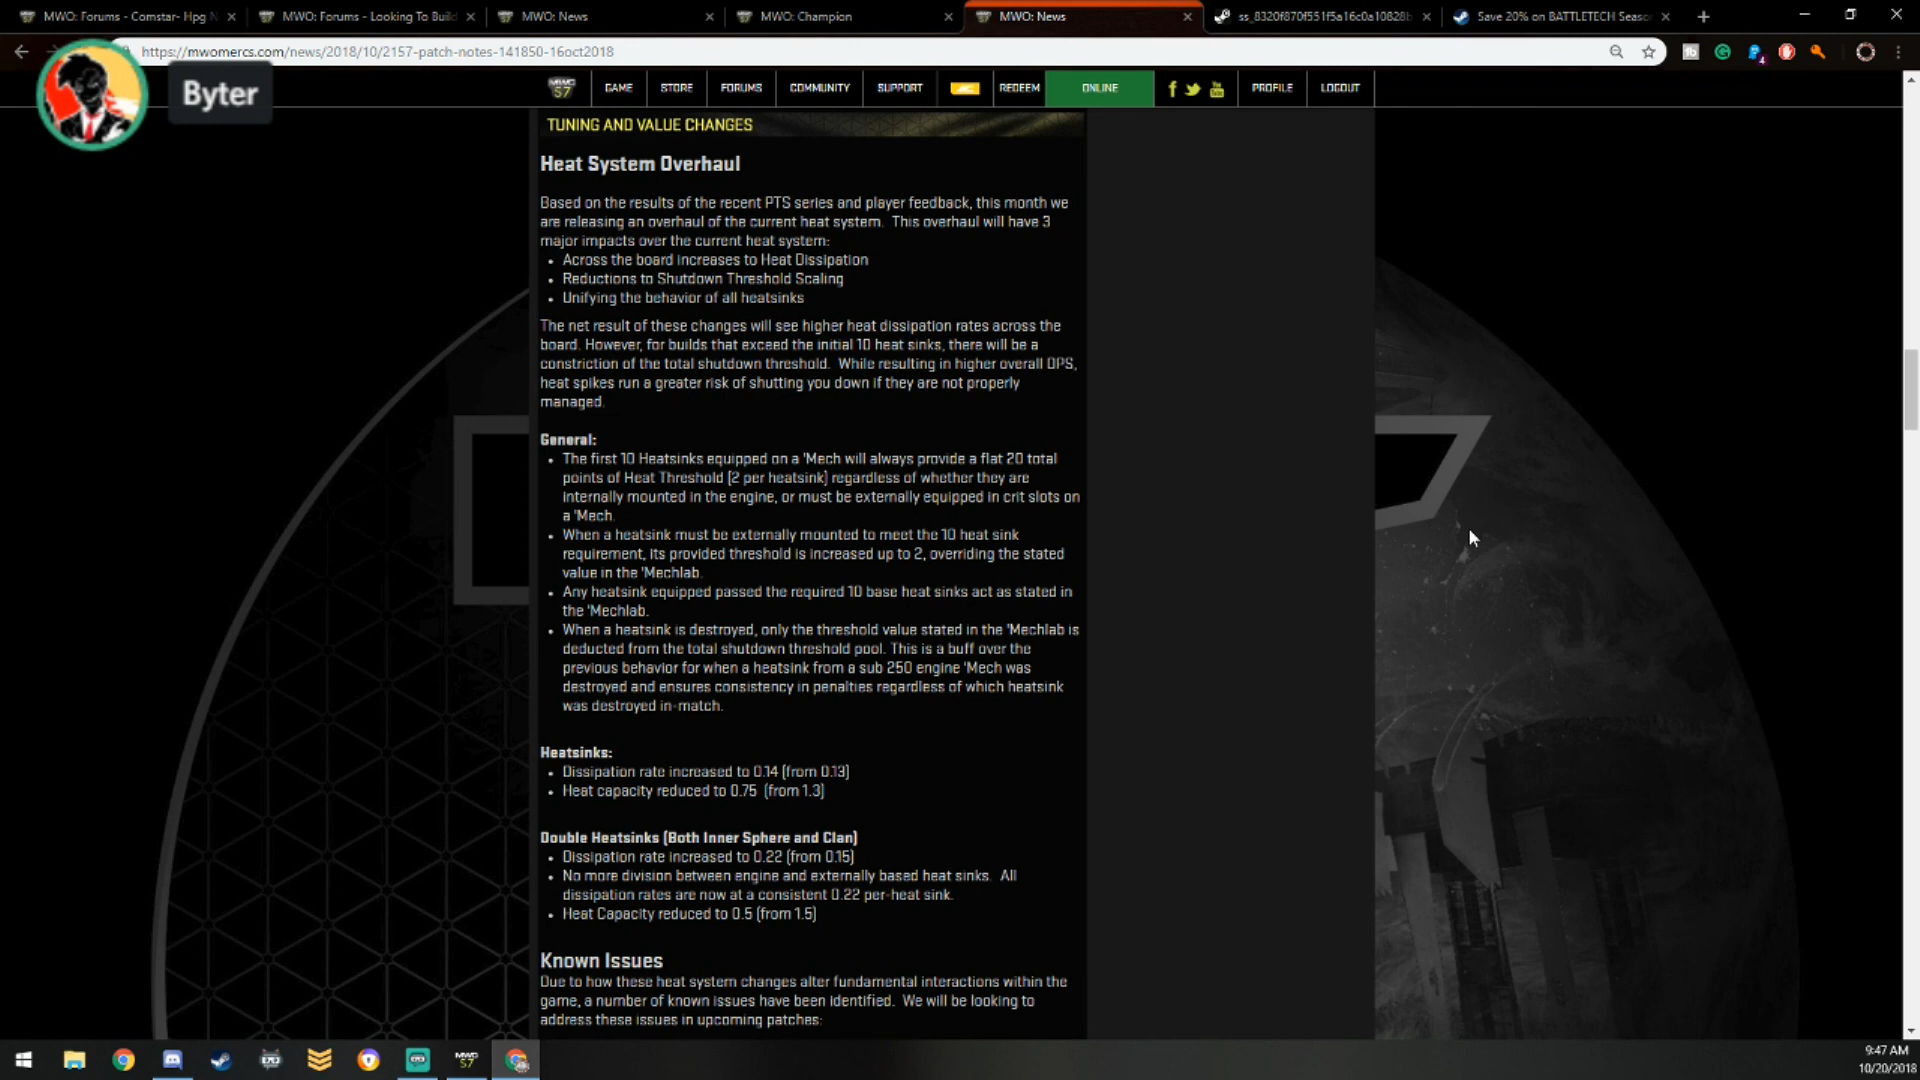 MWO: Forums - Comstar- Hpg N
MWO: Forums - Looking To Build
MWO: News
MWO: Champion
MWO: News
ss_8320f870f551f5a16c0a10828b
Save 20% on BATTLETECH Seaso
https://mwomercs.com/news/2018/10/2157-patch-notes-141850-16oct2018
4
Byter
MWO
S7
GAME
STORE
FORUMS
COMMUNITY
SUPPORT
REDEEM
ONLINE
PROFILE
LOGOUT
TUNING AND VALUE CHANGES
Heat System Overhaul
Based on the results of the recent PTS series and player feedback, this month we
are releasing an overhaul of the current heat system. This overhaul will have 3
major impacts over the current heat system:
• Across the board increases to Heat Dissipation
• Reductions to Shutdown Threshold Scaling
• Unifying the behavior of all heatsinks
The net result of these changes will see higher heat dissipation rates across the
board. However, for builds that exceed the initial 10 heat sinks, there will be a
constriction of the total shutdown threshold. While resulting in higher overall DPS,
heat spikes run a greater risk of shutting you down if they are not properly
managed.
General:
• The first 10 Heatsinks equipped on a 'Mech will always provide a flat 20 total
points of Heat Threshold (2 per heatsink) regardless of whether they are
internally mounted in the engine, or must be externally equipped in crit slots on
a 'Mech.
• When a heatsink must be externally mounted to meet the 10 heat sink
requirement, its provided threshold is increased up to 2, overriding the stated
value in the 'Mechlab.
• Any heatsink equipped passed the required 10 base heat sinks act as stated in
the 'Mechlab.
• When a heatsink is destroyed, only the threshold value stated in the 'Mechlab is
deducted from the total shutdown threshold pool. This is a buff over the
previous behavior for when a heatsink from a sub 250 engine 'Mech was
destroyed and ensures consistency in penalties regardless of which heatsink
was destroyed in-match.
Heatsinks:
• Dissipation rate increased to 0.14 (from 0.13)
• Heat capacity reduced to 0.75 (from 1.3)
Double Heatsinks (Both Inner Sphere and Clan)
• Dissipation rate increased to 0.22 (from 0.15)
• No more division between engine and externally based heat sinks. All
dissipation rates are now at a consistent 0.22 per-heat sink.
• Heat Capacity reduced to 0.5 (from 1.5)
Known Issues
Due to how these heat system changes alter fundamental interactions within the
game, a number of known issues have been identified. We will be looking to
address these issues in upcoming patches:
MWO
S7
9:47 AM
10/20/2018